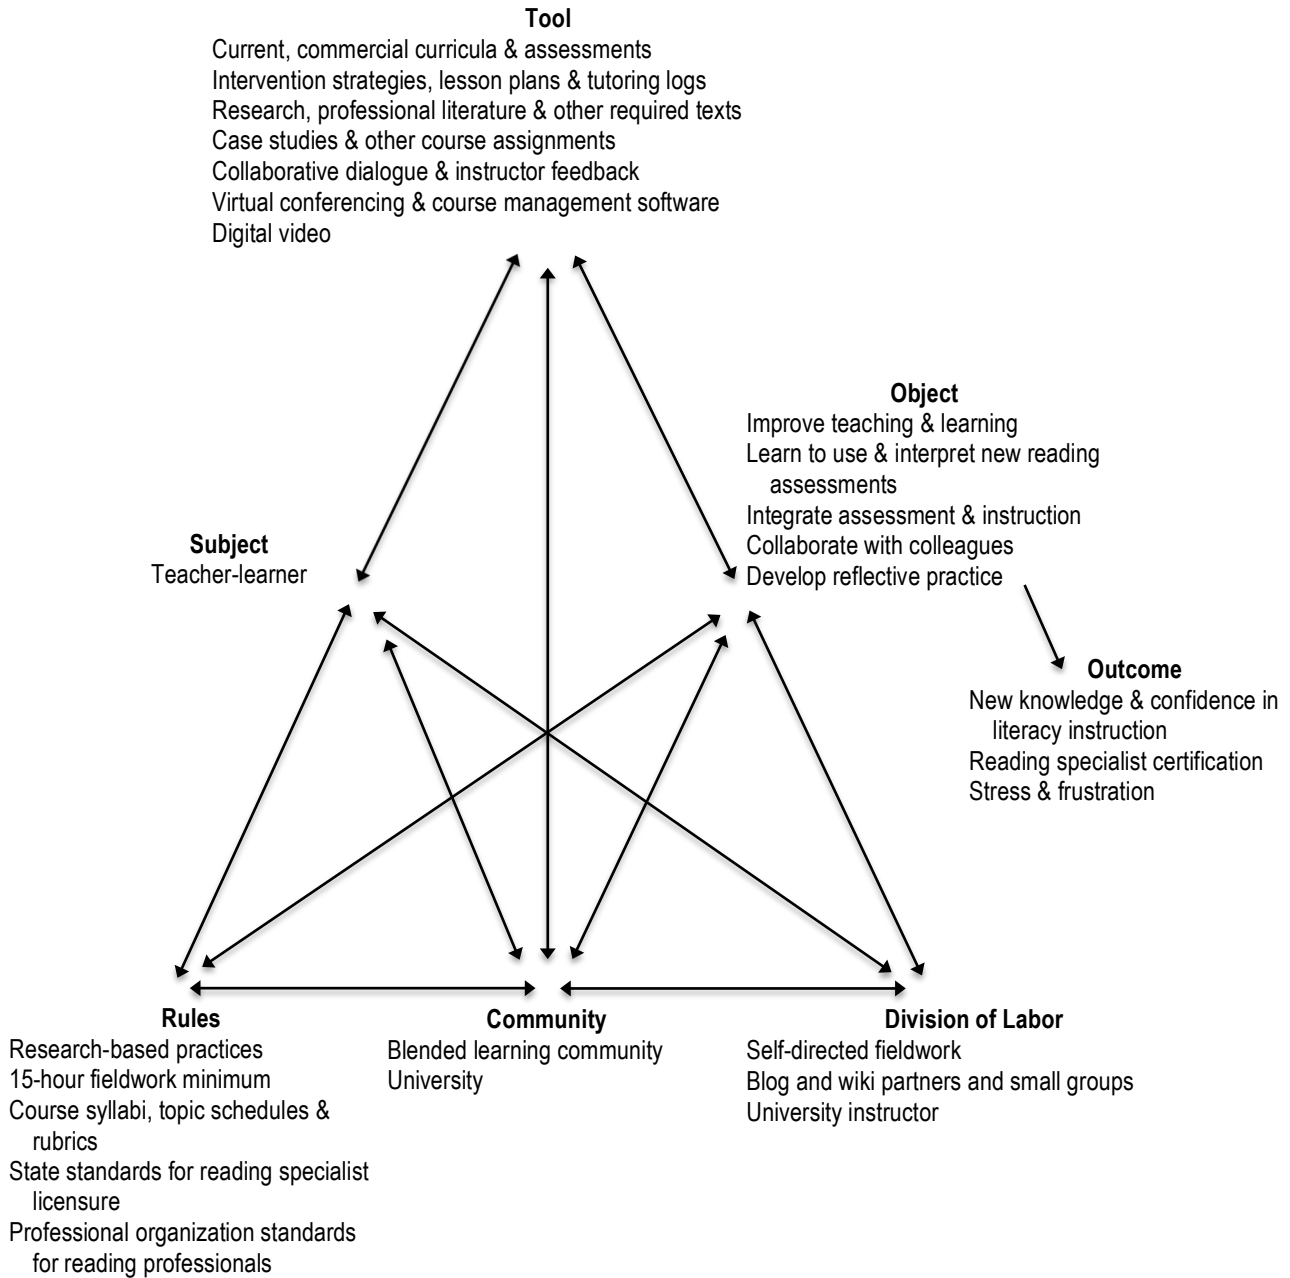 Tool
Current, commercial curricula & assessments
Intervention strategies, lesson plans & tutoring logs
Research, professional literature & other required texts
Case studies & other course assignments
Collaborative dialogue & instructor feedback
Virtual conferencing & course management software
Digital video
Object
Improve teaching & learning
Learn to use & interpret new reading
assessments
Integrate assessment & instruction
Collaborate with colleagues
Develop reflective practice
Subject
Teacher-learner
Outcome
New knowledge & confidence in
literacy instruction
Reading specialist certification
Stress & frustration
Rules
Research-based practices
15-hour fieldwork minimum
Course syllabi, topic schedules &
rubrics
State standards for reading specialist
licensure
Professional organization standards
for reading professionals
Community
Blended learning community
University
Division of Labor
Self-directed fieldwork
Blog and wiki partners and small groups
University instructor